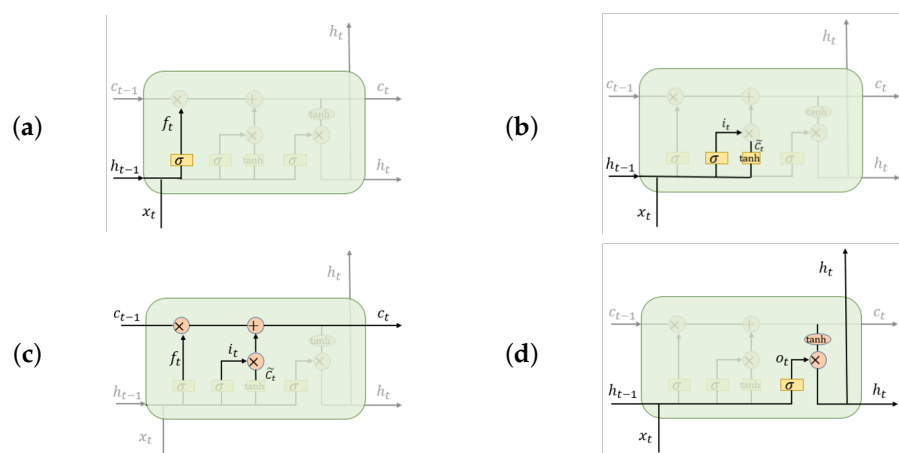 (a)
h_t
c_{t-1}
×
+
c_t
f_t
tanh
×
×
σ
σ
tanh
σ
h_{t-1}
h_t
x_t
(b)
h_t
c_{t-1}
×
+
c_t
i_t
tanh
×
×
c̃_t
σ
σ
tanh
σ
h_{t-1}
h_t
x_t
(c)
h_t
c_{t-1}
×
+
c_t
f_t
i_t
tanh
×
×
c̃_t
σ
σ
tanh
σ
h_{t-1}
h_t
x_t
(d)
h_t
c_{t-1}
×
+
c_t
tanh
o_t
×
×
σ
σ
tanh
σ
h_{t-1}
h_t
x_t